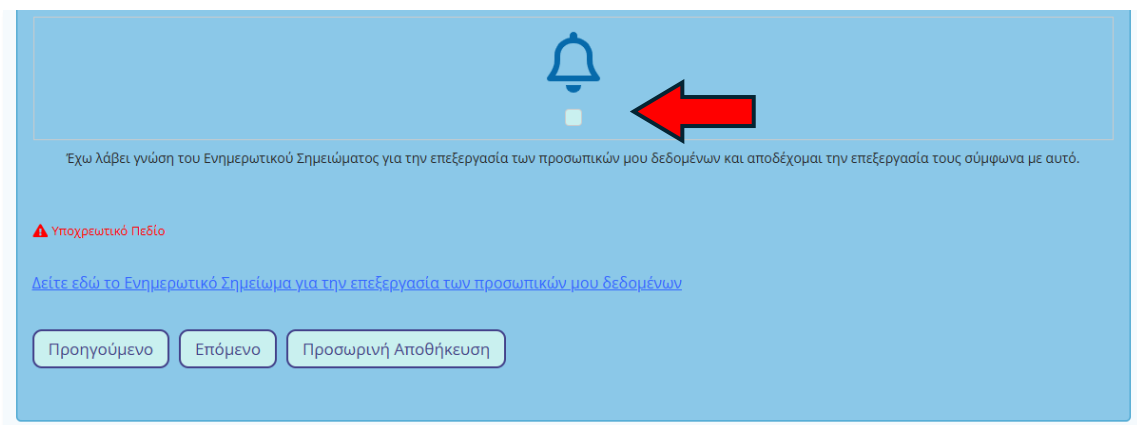 Έχω λάβει γνώση του Ενημερωτικού Σημειώματος για την επεξεργασία των προσωπικών μου δεδομένων και αποδέχομαι την επεξεργασία τους σύμφωνα με αυτό.
Υποχρεωτικό Πεδίο
Δείτε εδώ το Ενημερωτικό Σημείωμα για την επεξεργασία των προσωπικών μου δεδομένων
Προηγούμενο Επόμενο Προσωρινή Αποθήκευση